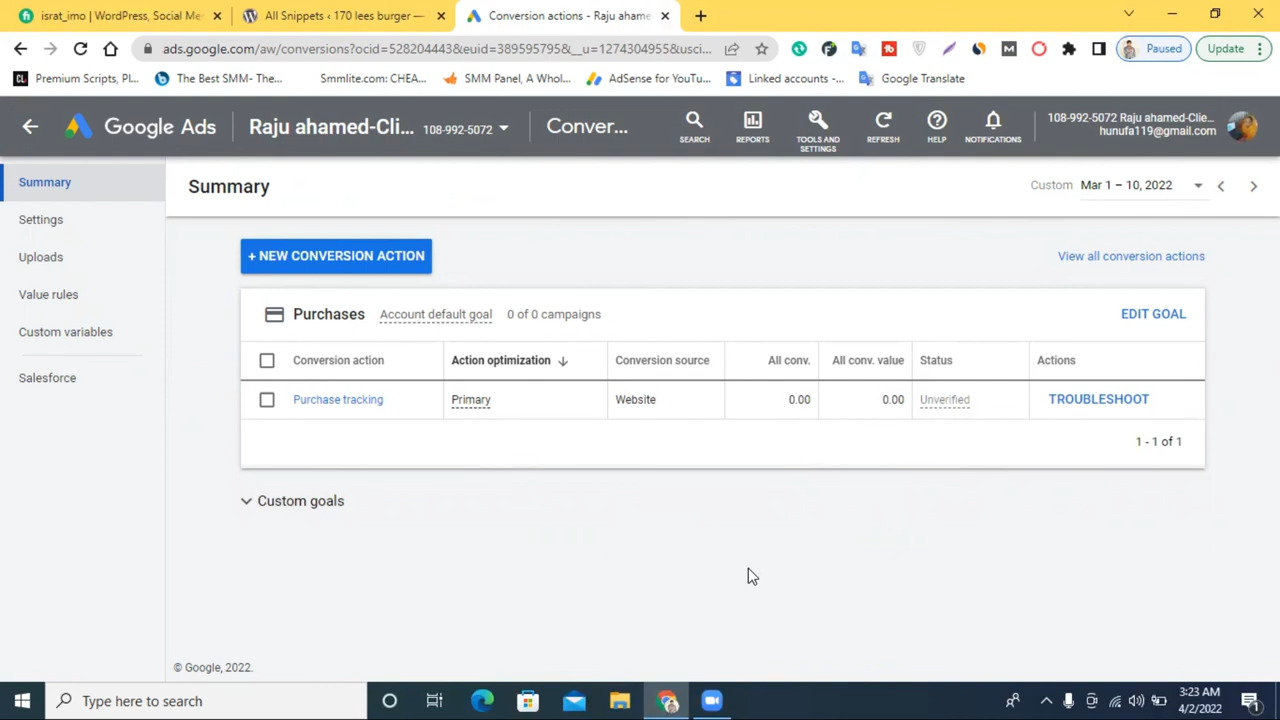 israt_imo | WordPress, Social Me
All Snippets ‹ 170 lees burger —
Conversion actions - Raju ahame
ads.google.com/aw/conversions?ocid=528204443&euid=389595795&__u=1274304955&usci...
Paused
Update
Premium Scripts, Pl...
The Best SMM- The...
Smmlite.com: CHEA...
SMM Panel, A Whol...
AdSense for YouTu...
Linked accounts -...
Google Translate
Google Ads
Raju ahamed-Cli...
108-992-5072
Conver...
SEARCH
REPORTS
TOOLS AND SETTINGS
REFRESH
HELP
NOTIFICATIONS
108-992-5072 Raju ahamed-Clie...
hunufa119@gmail.com
Summary
Settings
Uploads
Value rules
Custom variables
Salesforce
Summary
Custom Mar 1 – 10, 2022
+ NEW CONVERSION ACTION
View all conversion actions
Purchases Account default goal 0 of 0 campaigns EDIT GOAL
Conversion action Action optimization Conversion source All conv. All conv. value Status Actions
Purchase tracking Primary Website 0.00 0.00 Unverified TROUBLESHOOT
1 - 1 of 1
Custom goals
© Google, 2022.
Type here to search
3:23 AM
4/2/2022